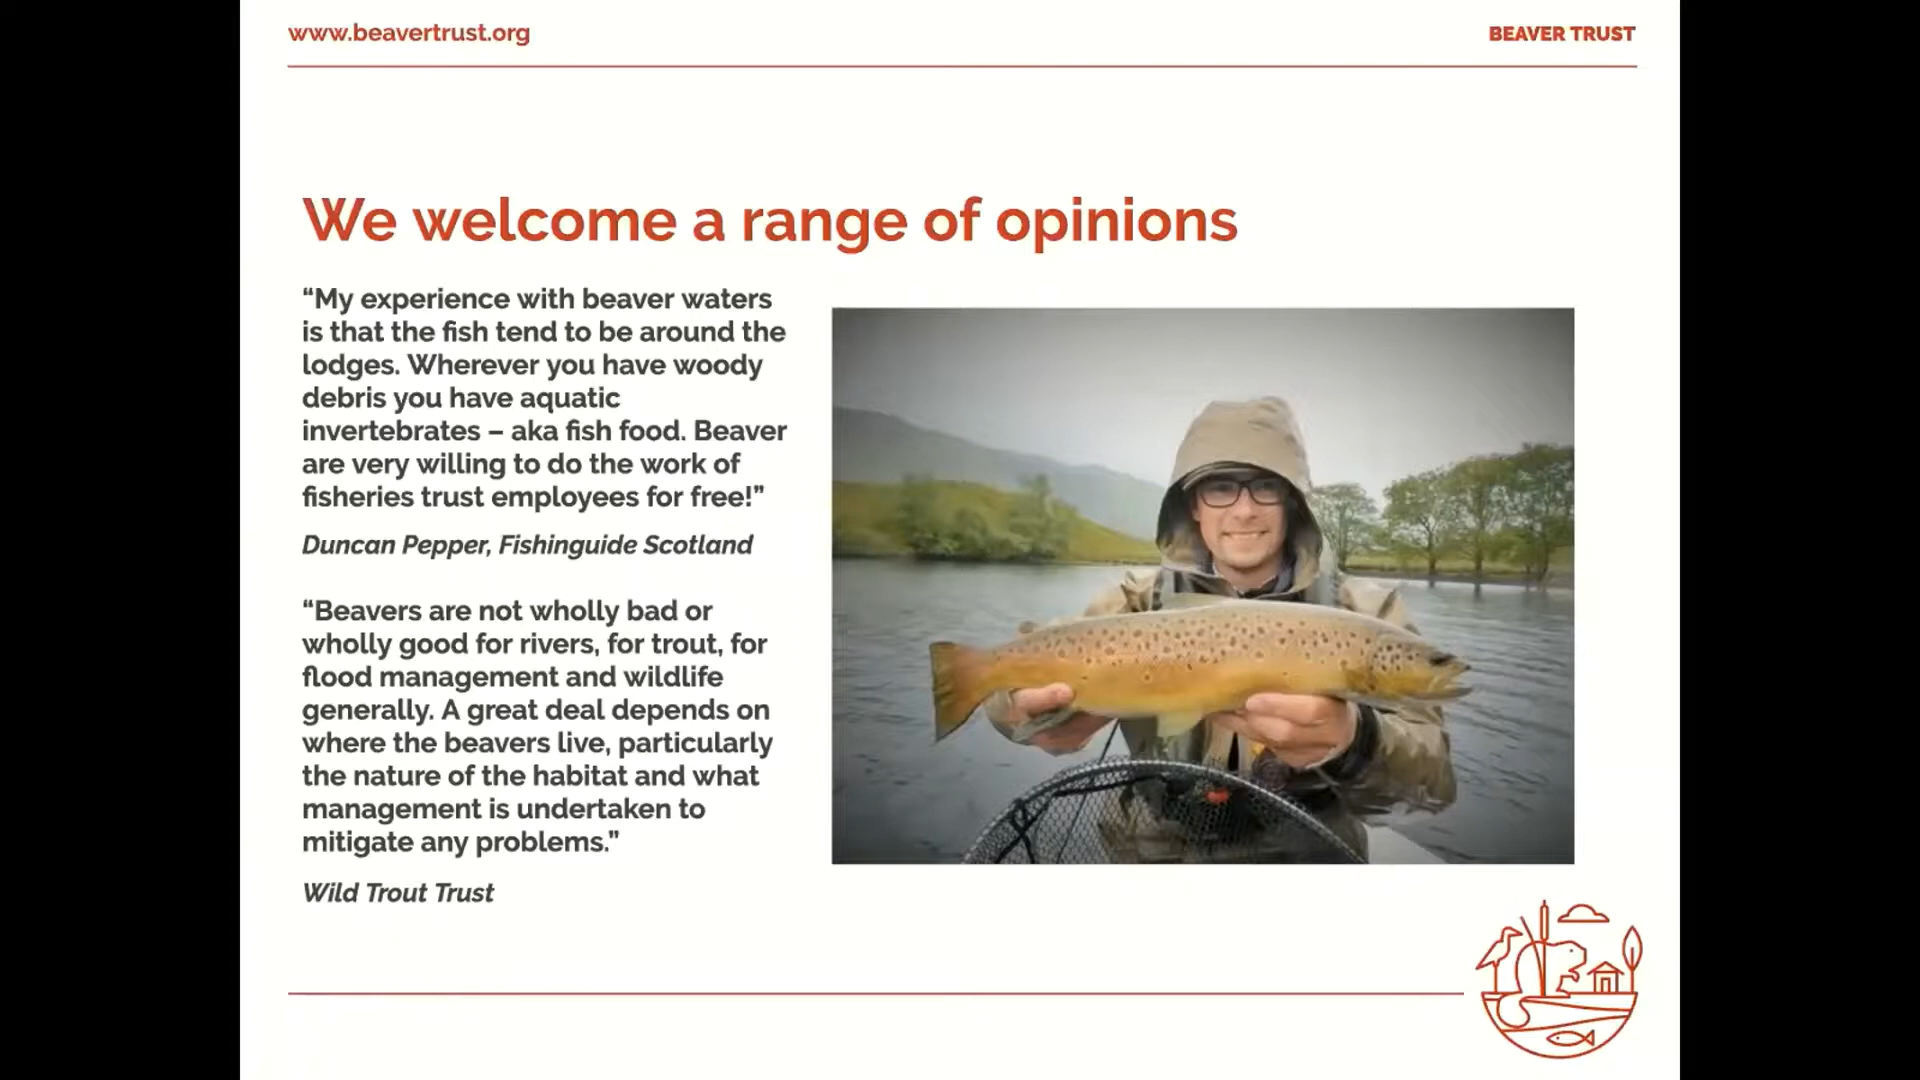 www.beavertrust.org
BEAVER TRUST
We welcome a range of opinions
“My experience with beaver waters
is that the fish tend to be around the
lodges. Wherever you have woody
debris you have aquatic
invertebrates – aka fish food. Beaver
are very willing to do the work of
fisheries trust employees for free!”
Duncan Pepper, Fishinguide Scotland
“Beavers are not wholly bad or
wholly good for rivers, for trout, for
flood management and wildlife
generally. A great deal depends on
where the beavers live, particularly
the nature of the habitat and what
management is undertaken to
mitigate any problems.”
Wild Trout Trust